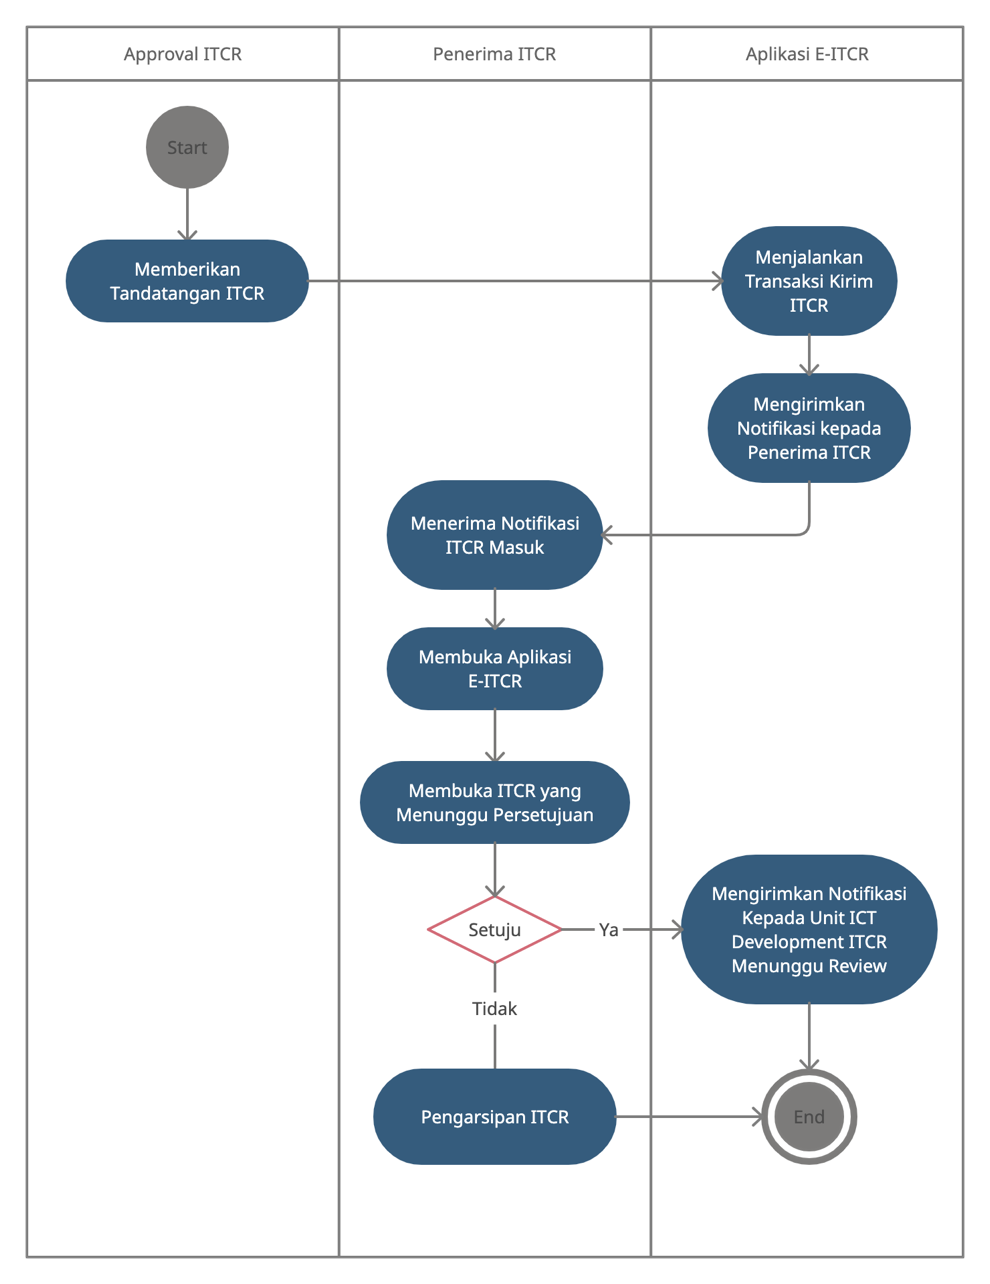 Approval ITCR
Penerima ITCR
Aplikasi E-ITCR
Start
Memberikan
Tandatangan ITCR
Menjalankan
Transaksi Kirim
ITCR
Mengirimkan
Notifikasi kepada
Penerima ITCR
Menerima Notifikasi
ITCR Masuk
Membuka Aplikasi
E-ITCR
Membuka ITCR yang
Menunggu Persetujuan
Setuju
Ya
Mengirimkan Notifikasi
Kepada Unit ICT
Development ITCR
Menunggu Review
Tidak
Pengarsipan ITCR
End